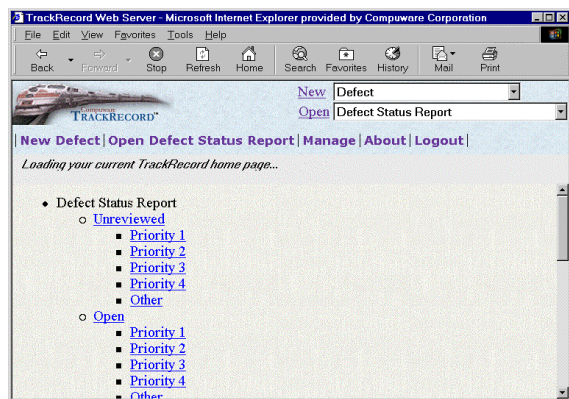 TrackRecord Web Server - Microsoft Internet Explorer provided by Compuware Corporation
File Edit View Favorites Tools Help
Back Forward Stop Refresh Home Search Favorites History Mail Print
New Defect
Open Defect Status Report
COMPUWARE
TRACKRECORD™
New Defect | Open Defect Status Report | Manage | About | Logout |
Loading your current TrackRecord home page...
Defect Status Report
Unreviewed
Priority 1
Priority 2
Priority 3
Priority 4
Other
Open
Priority 1
Priority 2
Priority 3
Priority 4
Other